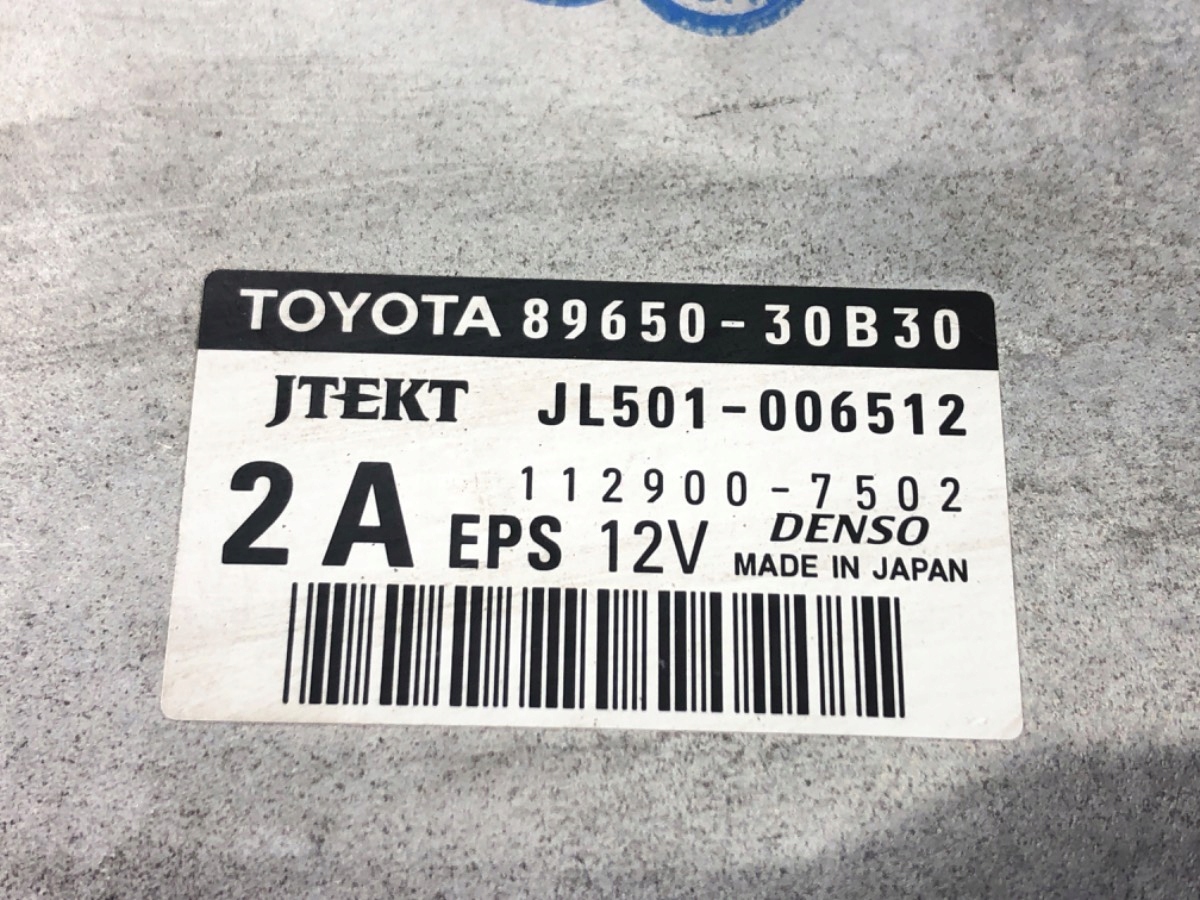 TOYOTA 89650-30B30
JTEKT JL501-006512
112900-7502
2A EPS 12V DENSO
MADE IN JAPAN